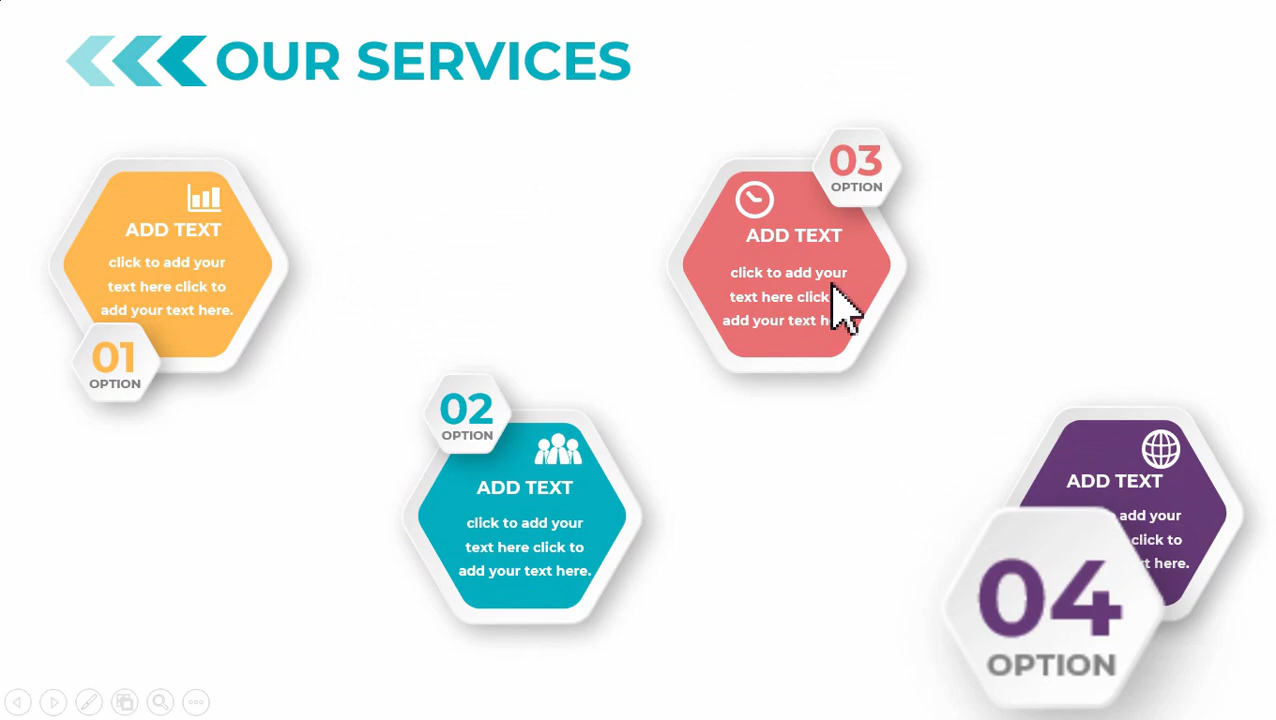 OUR SERVICES
ADD TEXT
click to add your
text here click to
add your text here.
01
OPTION
02
OPTION
ADD TEXT
click to add your
text here click to
add your text here.
03
OPTION
ADD TEXT
click to add your
text here click
add your text
ADD TEXT
add your
click to
here.
04
OPTION